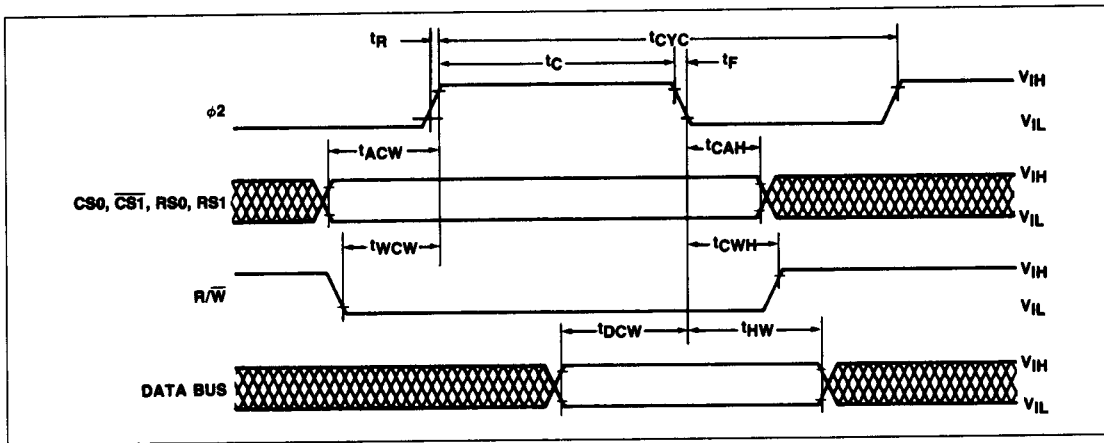 tCYC
tR
tC
tF
VIH
φ2
VIL
tACW
tCAH
VIH
CS0, C̅S̅1̅, RS0, RS1
VIL
tWCW
tCWH
VIH
R/W̅
VIL
tDCW
tHW
VIH
DATA BUS
VIL